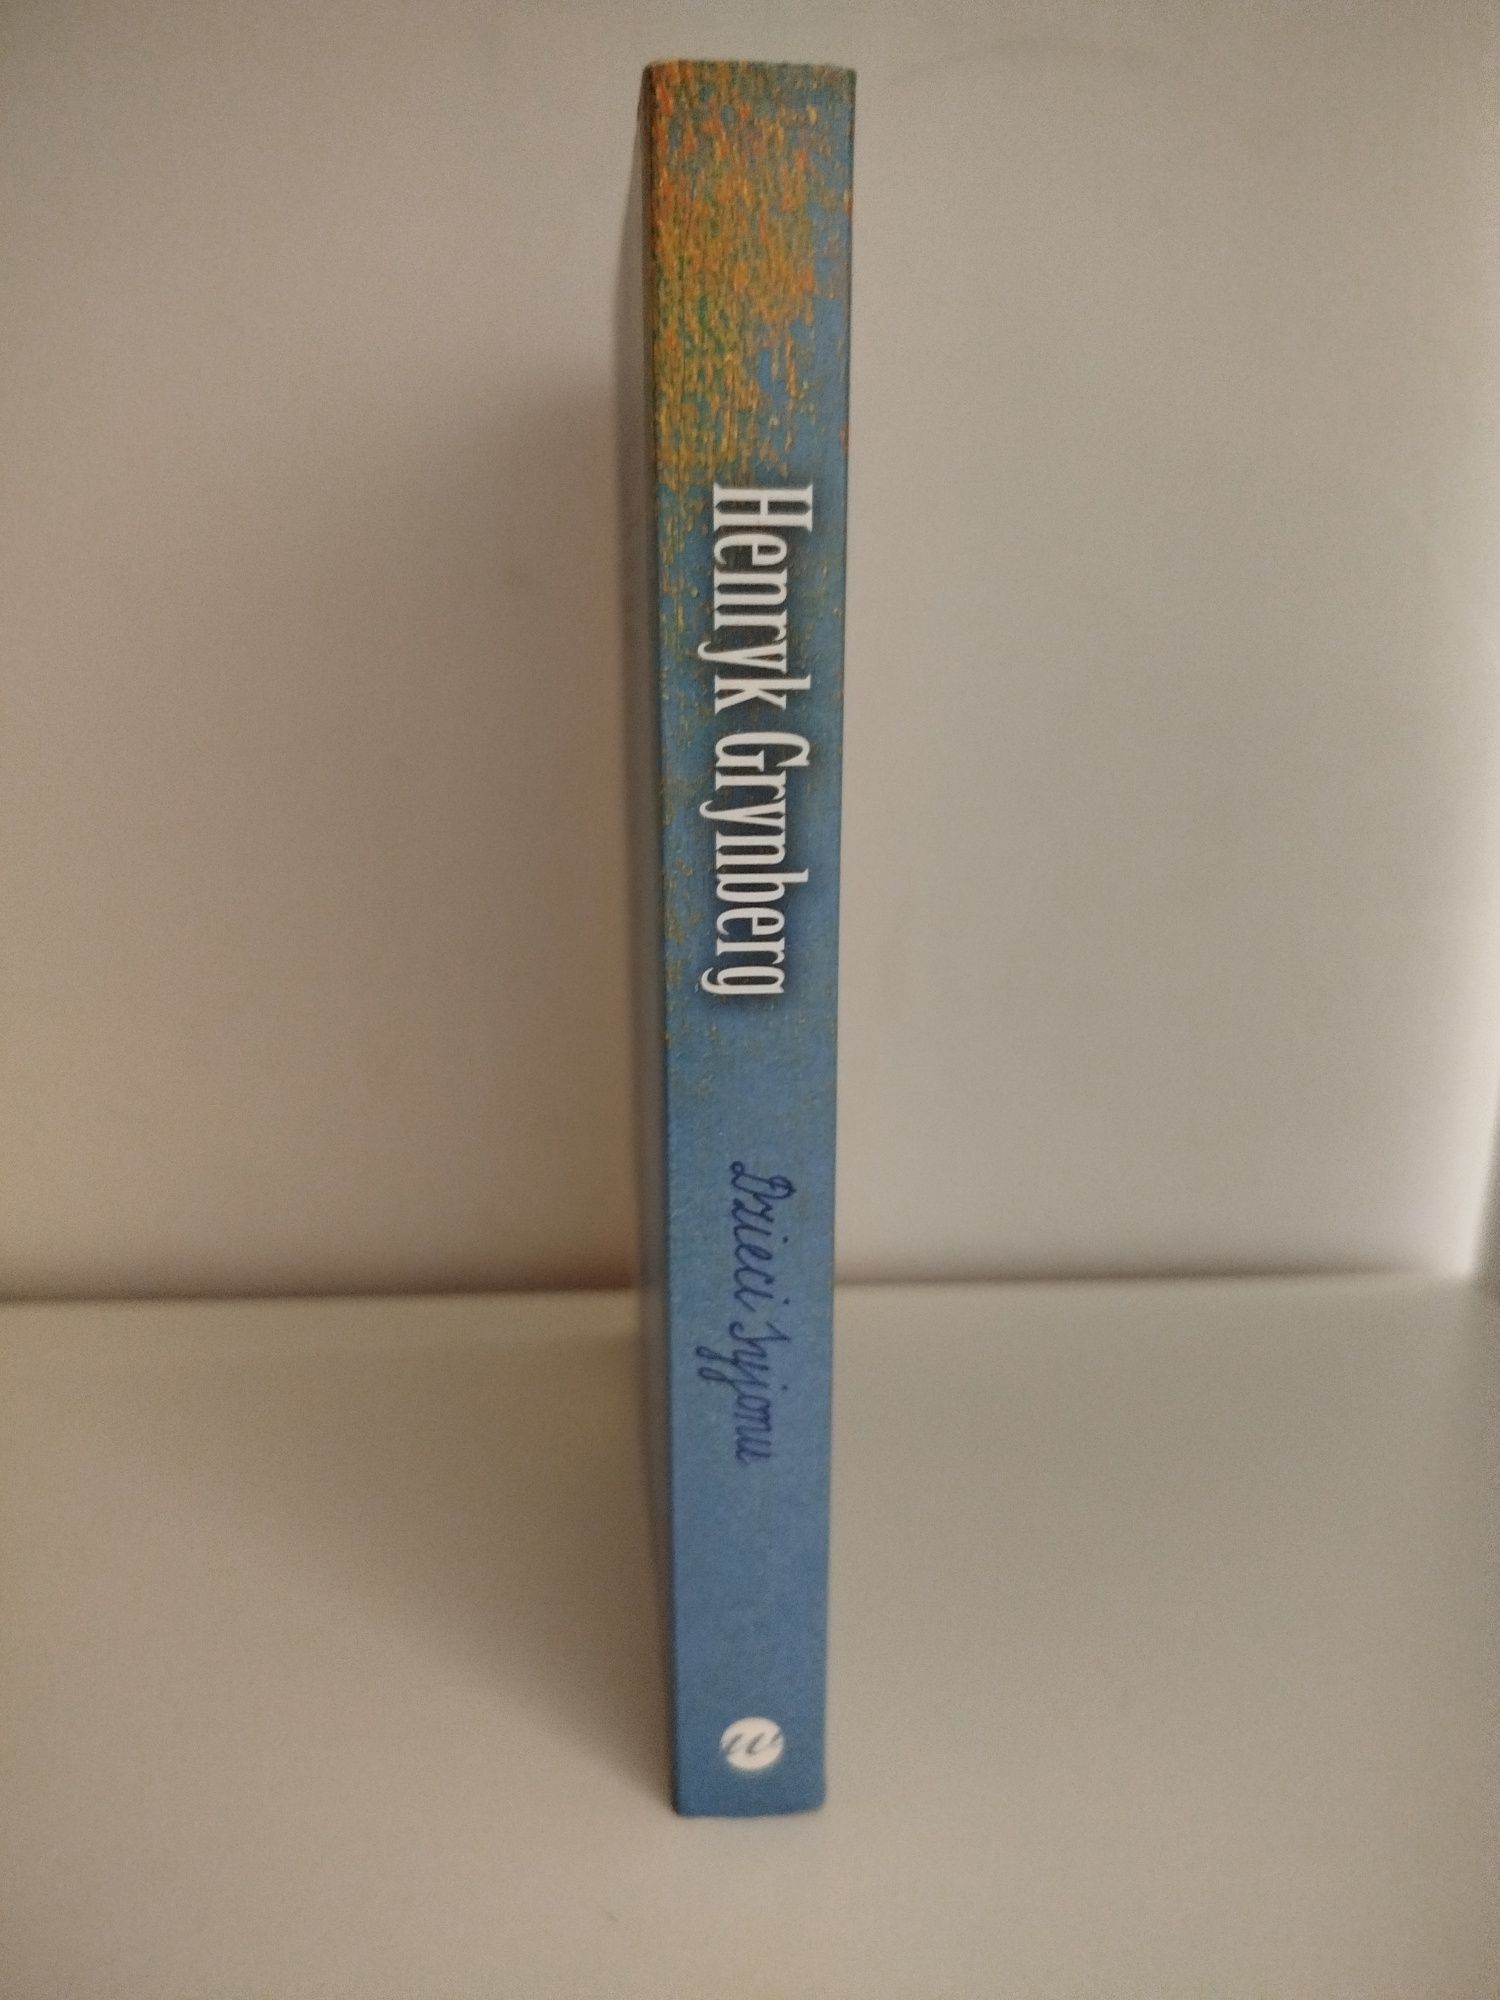 Henryk Grynberg
Dzieci Syjonu
w